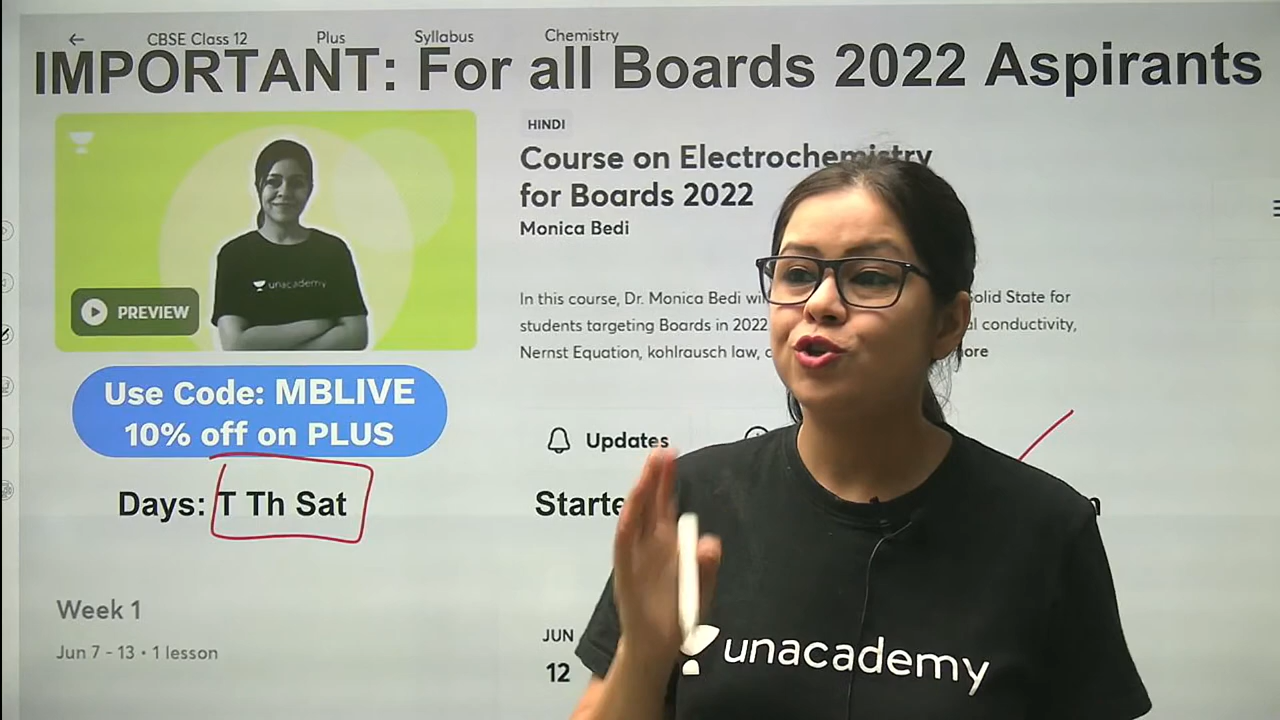 CBSE Class 12 Plus Syllabus Chemistry
IMPORTANT: For all Boards 2022 Aspirants
HINDI
Course on Electrochemistry
for Boards 2022
Monica Bedi
unacademy
PREVIEW
In this course, Dr. Monica Bedi Solid State for
students targeting Boards in 2022 conductivity,
Nernst Equation, kohlrausch law,
Use Code: MBLIVE
10% off on PLUS
Updates
Days: T Th Sat
Week 1
Jun 7 - 13 • 1 lesson
JUN
12
unacademy